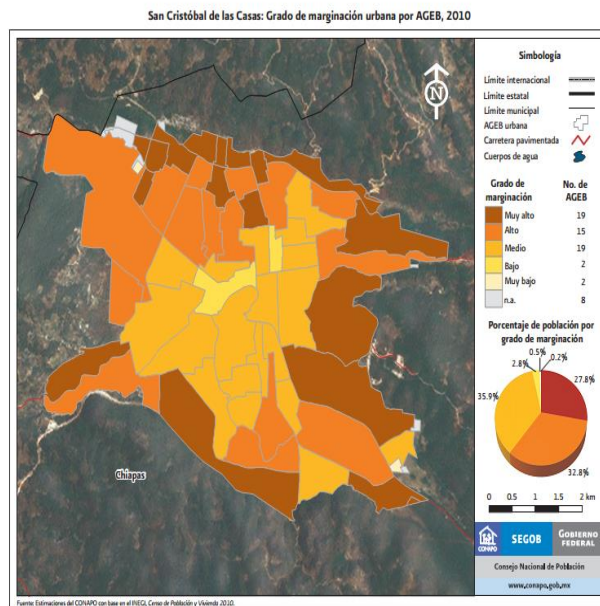 San Cristóbal de las Casas: Grado de marginación urbana por AGEB, 2010
Simbología
Límite internacional
Límite estatal
Límite municipal
AGEB urbana
Carretera pavimentada
Cuerpos de agua
Grado de marginación No. de AGEB
Muy alto 19
Alto 15
Medio 19
Bajo 2
Muy bajo 2
n.a. 8
Porcentaje de población por
grado de marginación
0.5%
0.2%
2.8%
27.8%
35.9%
32.8%
0 0.5 1 1.5 2 km
N
Chiapas
CONAPO
SEGOB
GOBIERNO
FEDERAL
Consejo Nacional de Población
www.conapo.gob.mx
Fuente: Estimaciones del CONAPO con base en el INEGI, Censo de Población y Vivienda 2010.